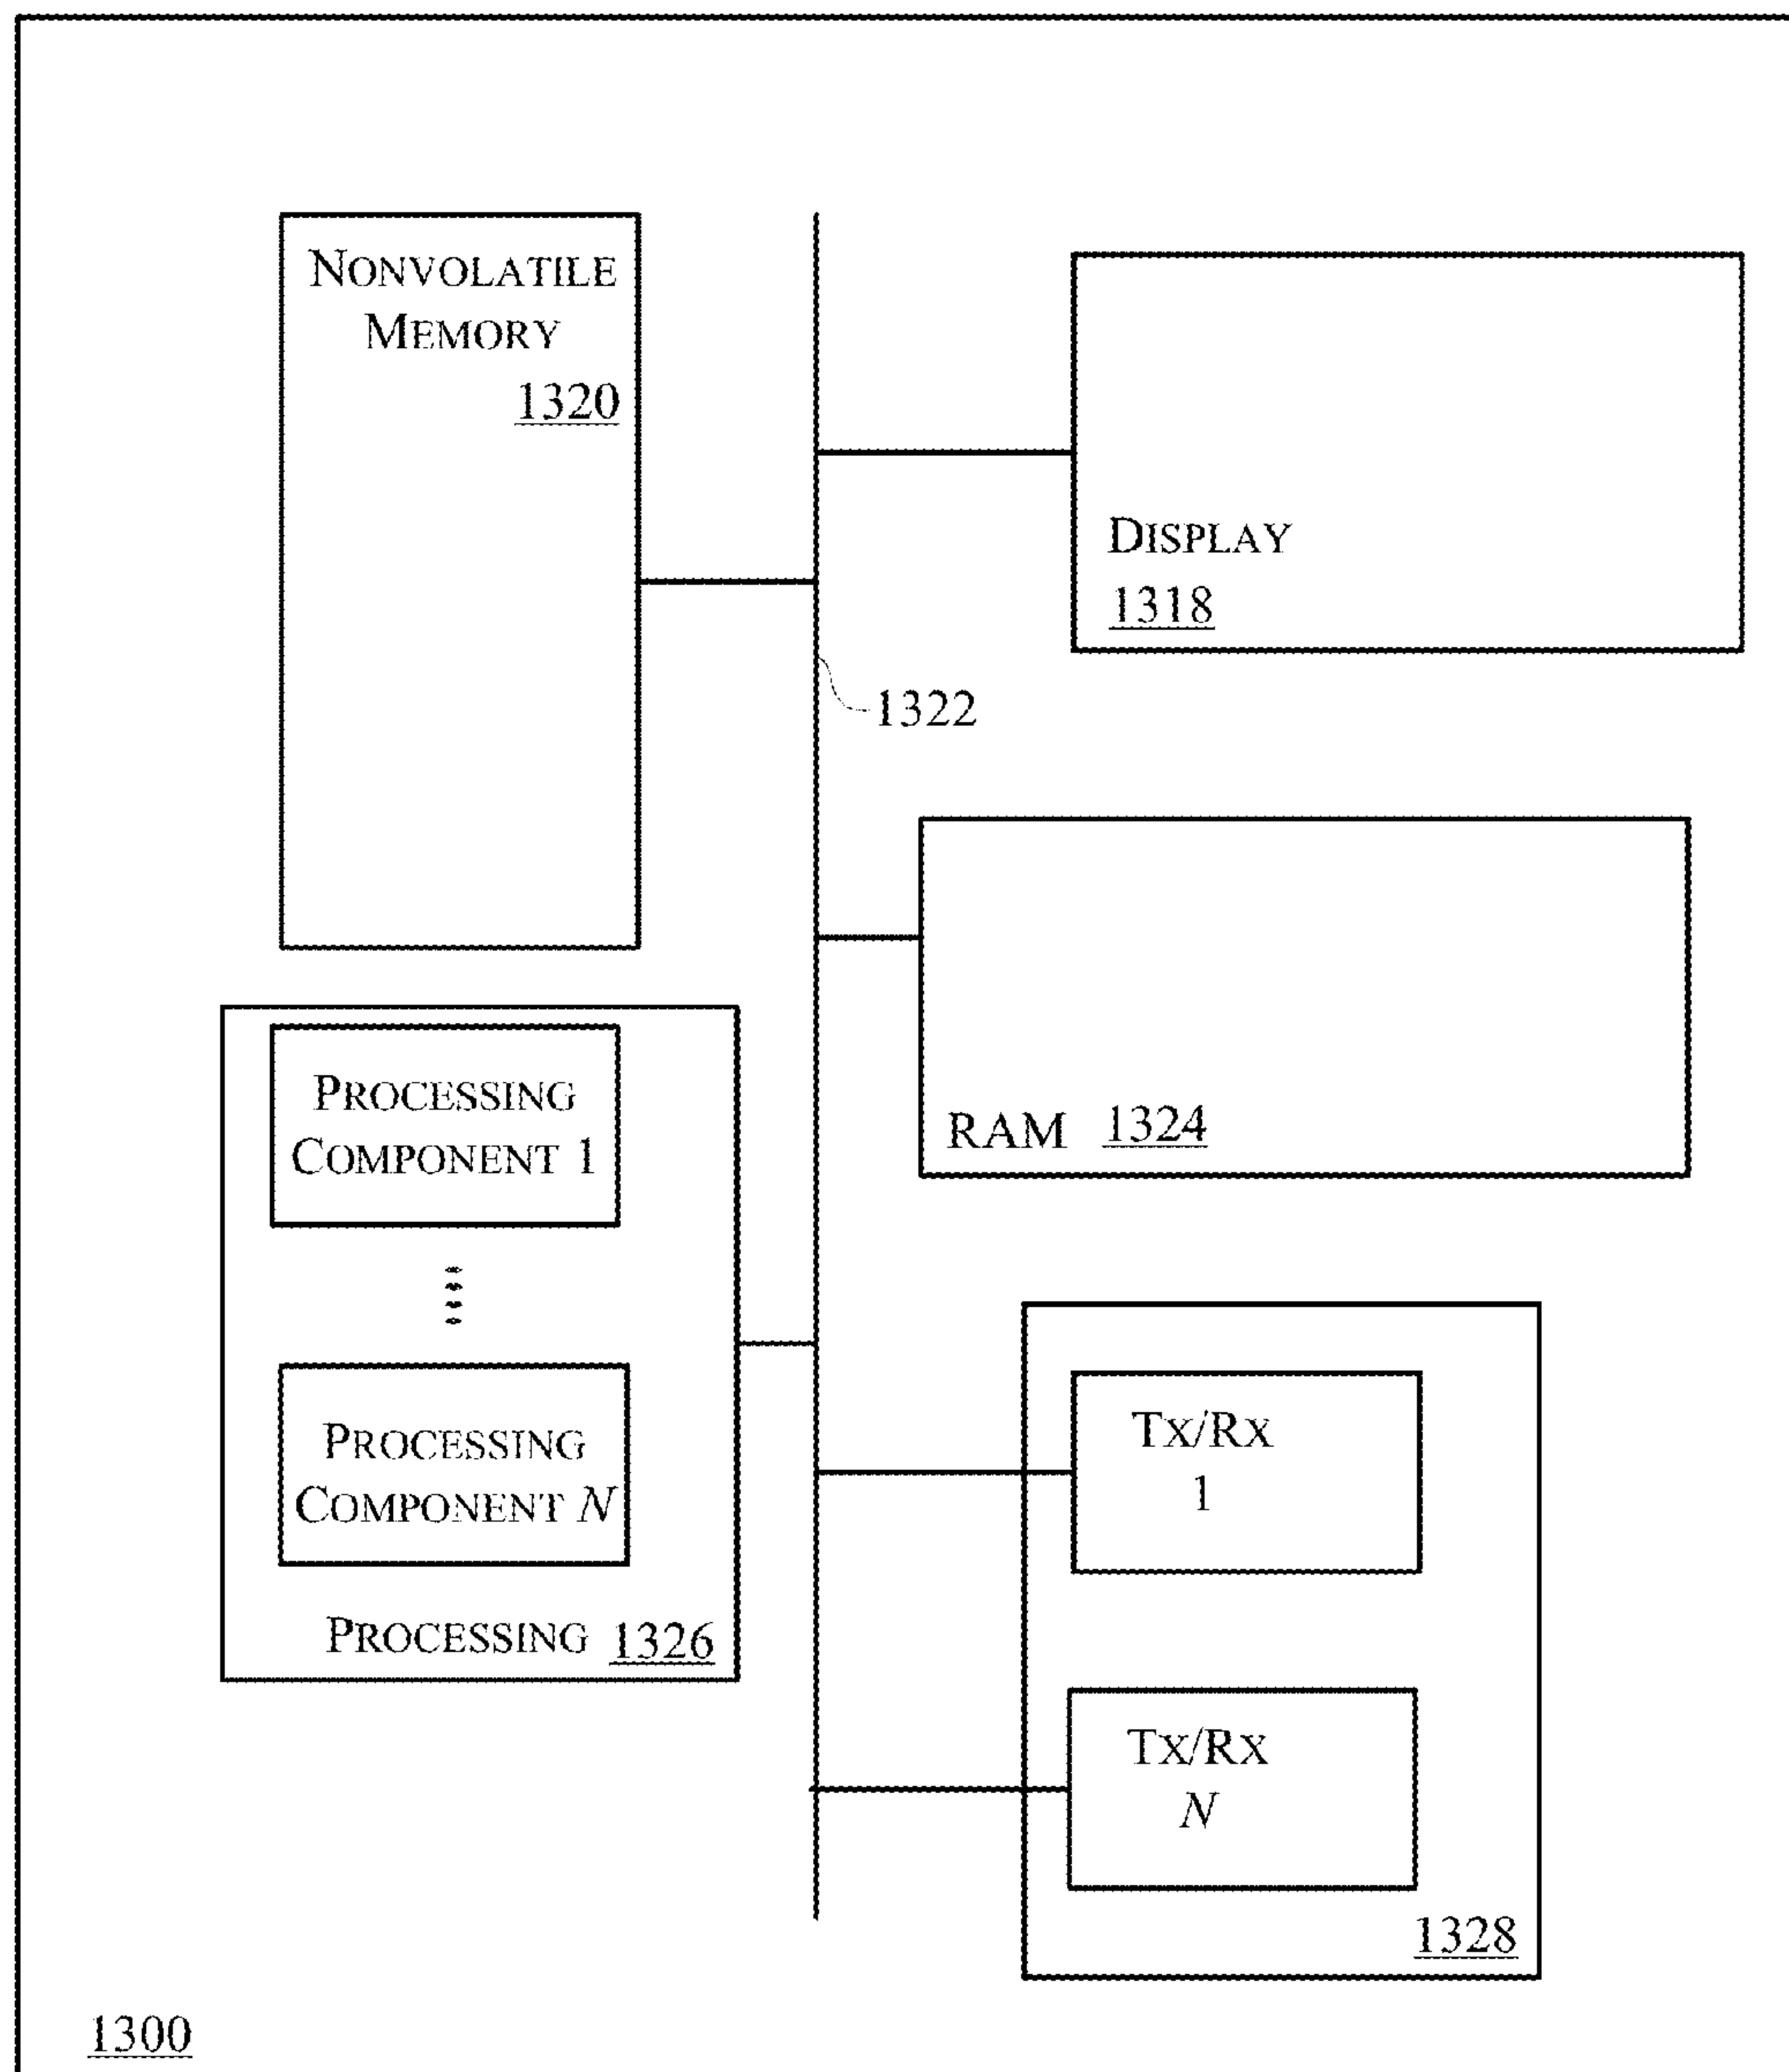 NONVOLATILE
MEMORY
1320
DISPLAY
1318
1322
RAM 1324
PROCESSING
COMPONENT 1
PROCESSING
COMPONENT N
PROCESSING 1326
TX/RX
1
TX/RX
N
1328
1300